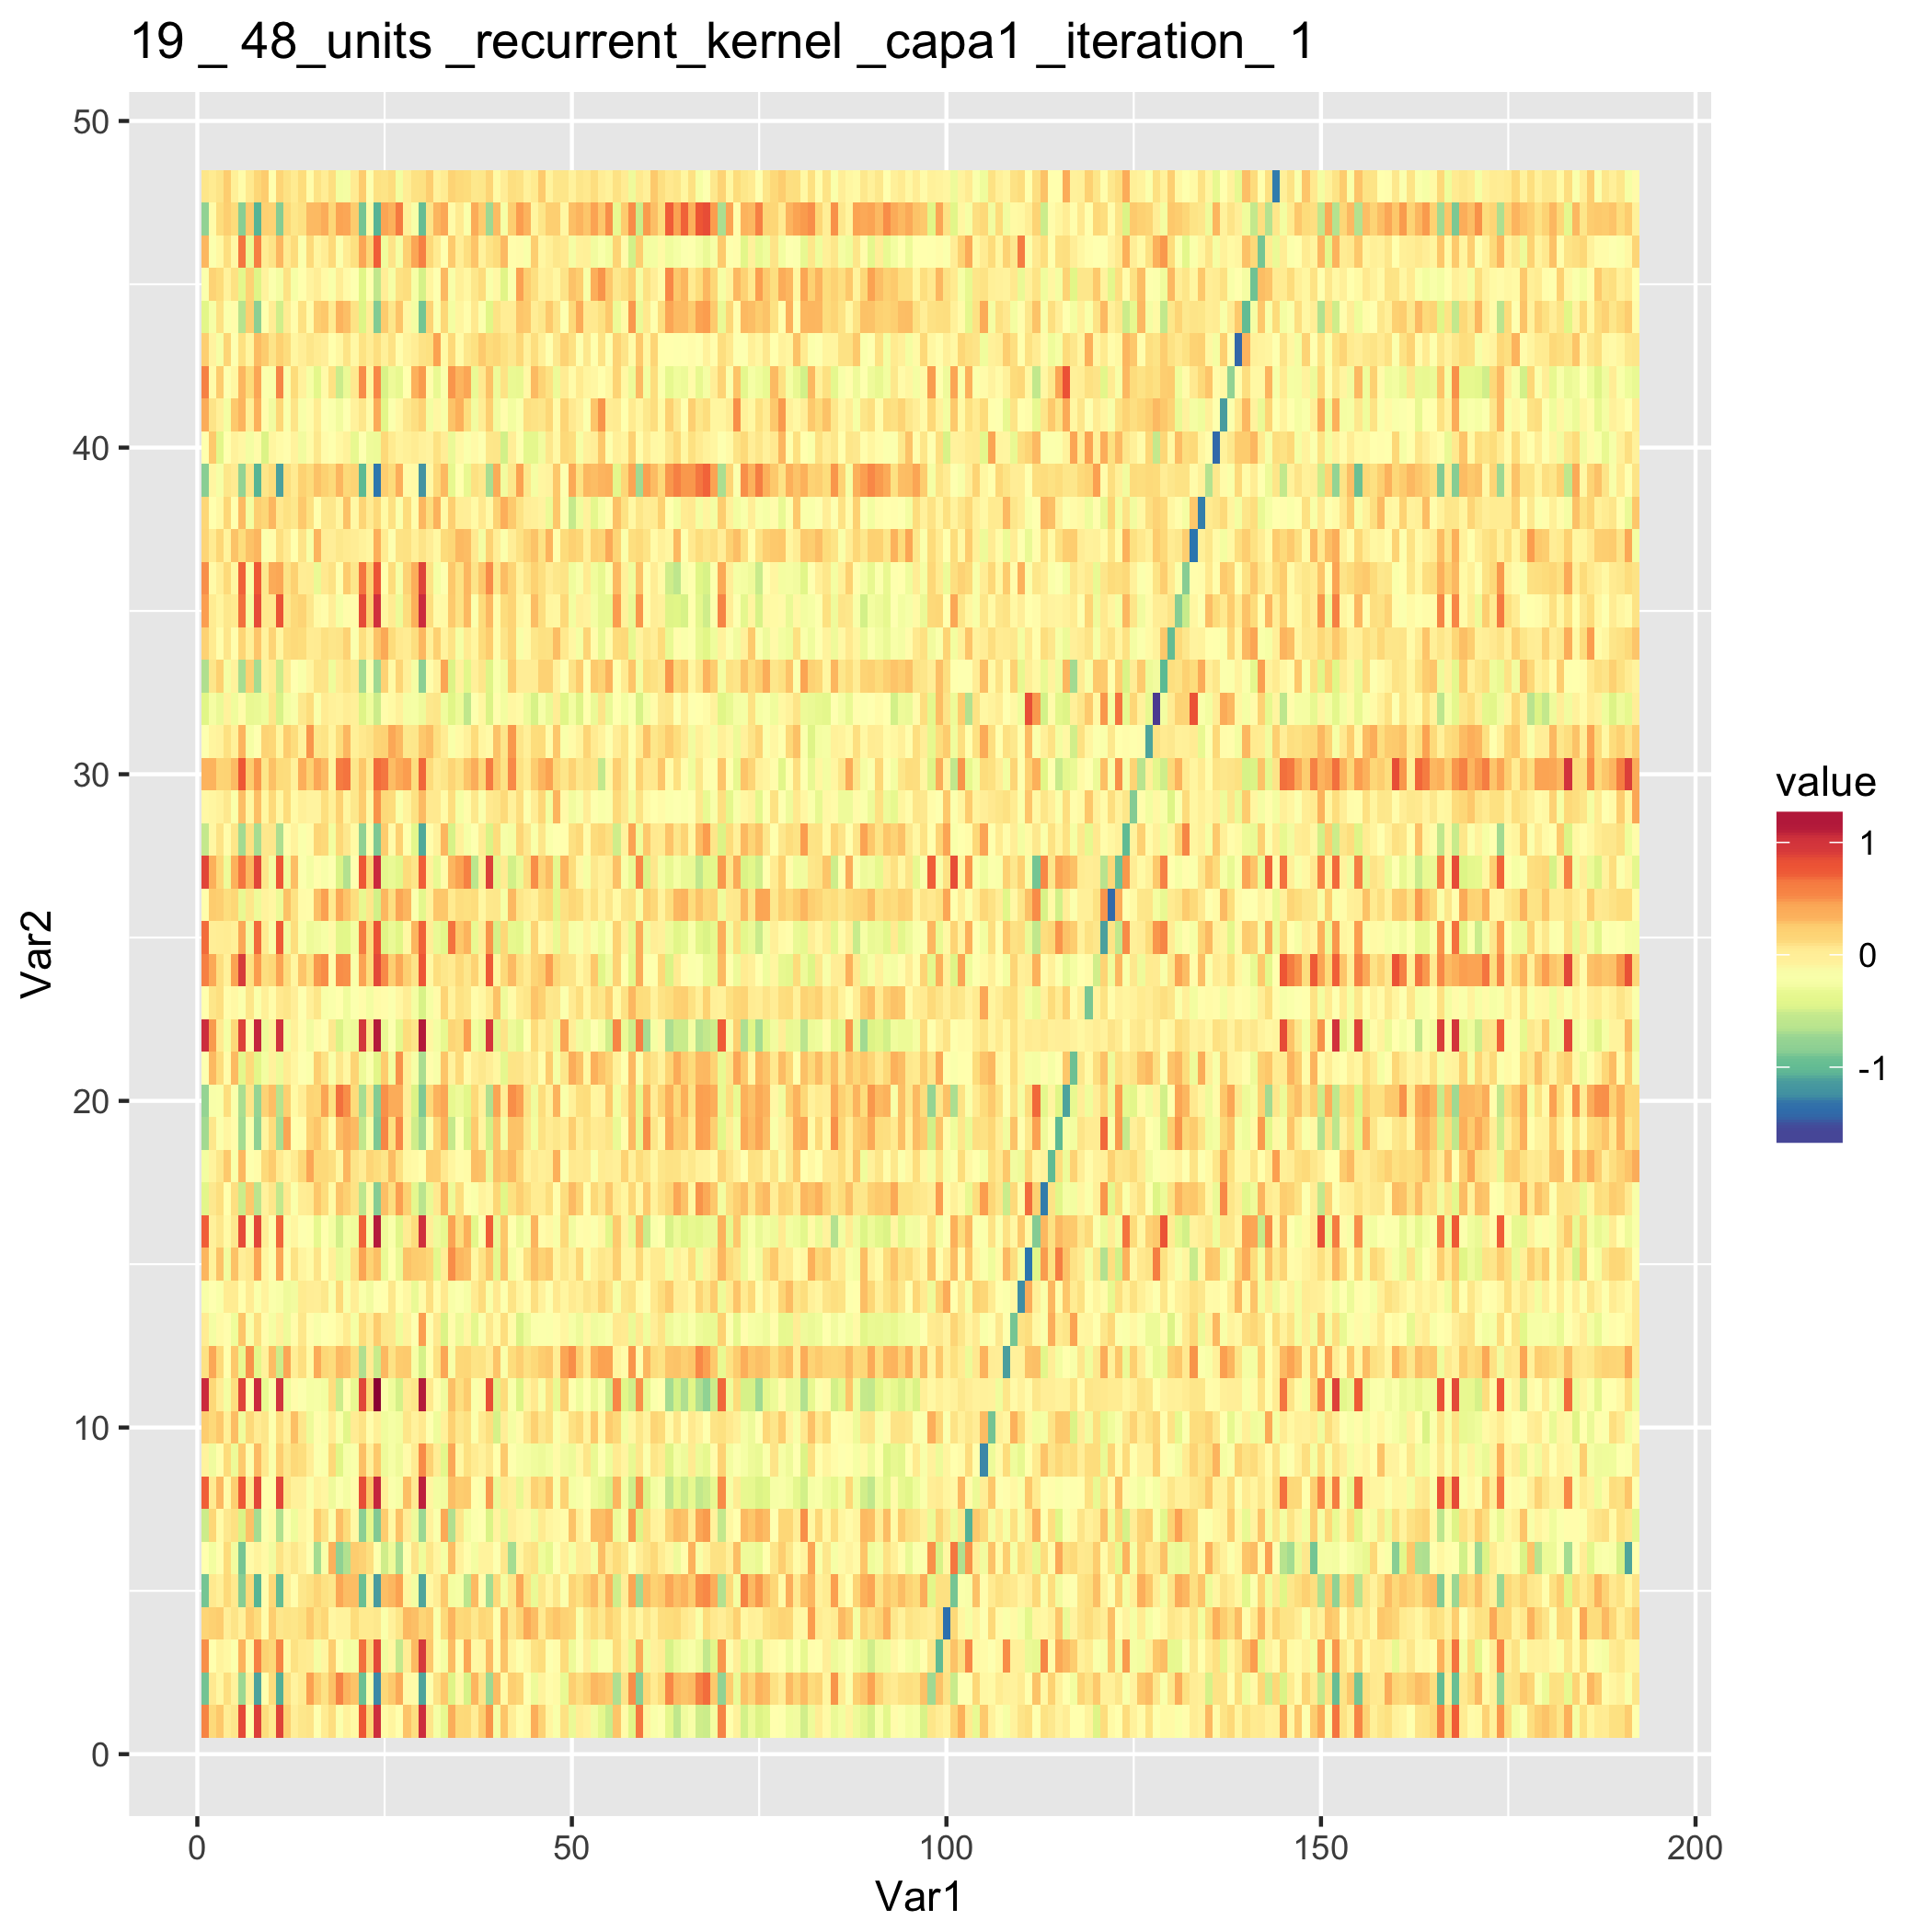 19 _ 48_units _recurrent_kernel _capa1 _iteration_ 1
50
40
30
20
10
0
Var2
0 50 100 150 200
Var1
value
1
0
-1